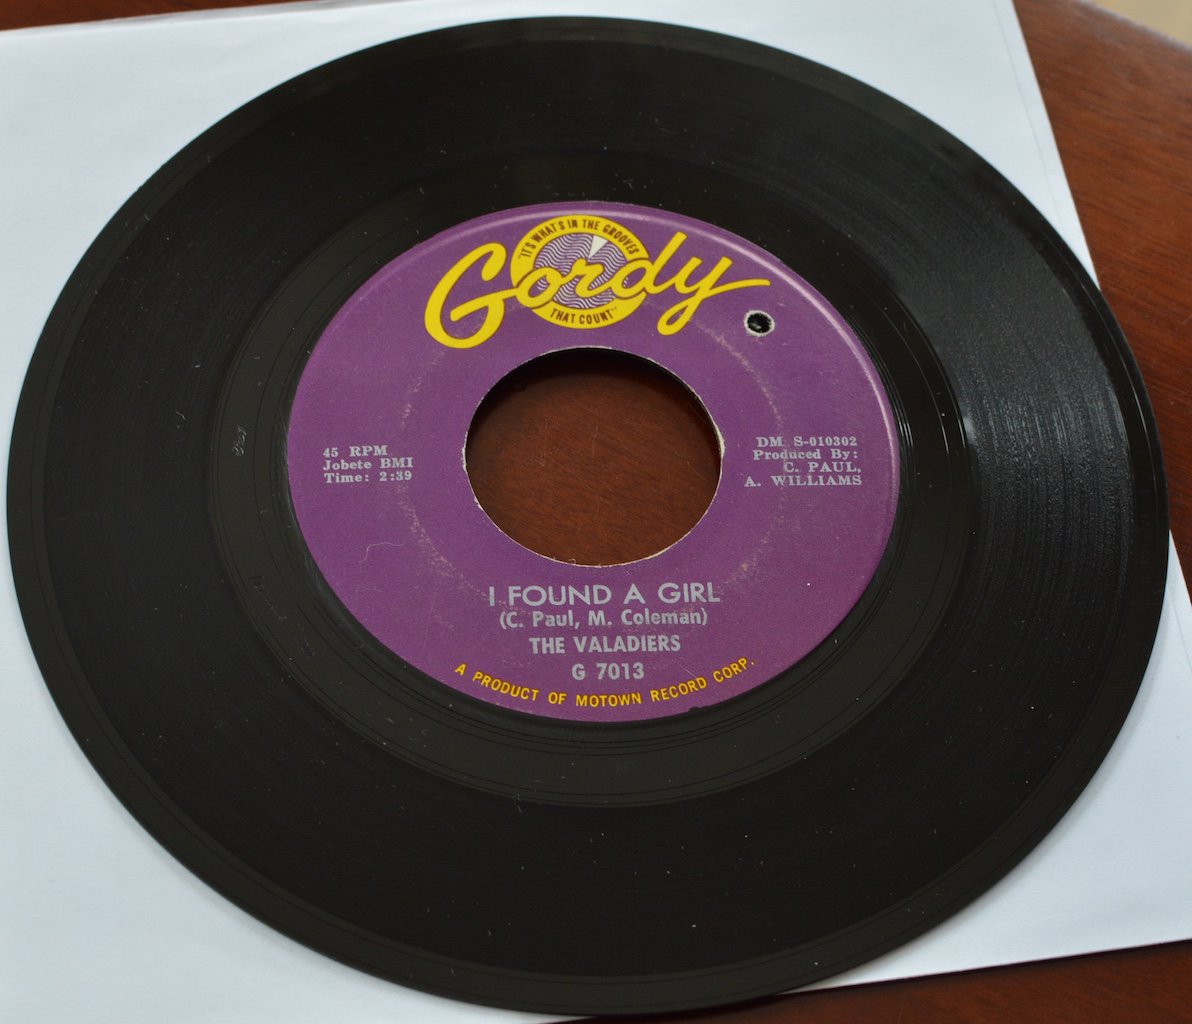 "IT'S WHAT'S IN THE GROOVES
Gordy
THAT COUNT"
45 RPM
Jobete BMI
Time: 2:39
DM S-010302
Produced By:
C. PAUL,
A. WILLIAMS
I FOUND A GIRL
(C. Paul, M. Coleman)
THE VALADIERS
G 7013
A PRODUCT OF MOTOWN RECORD CORP.